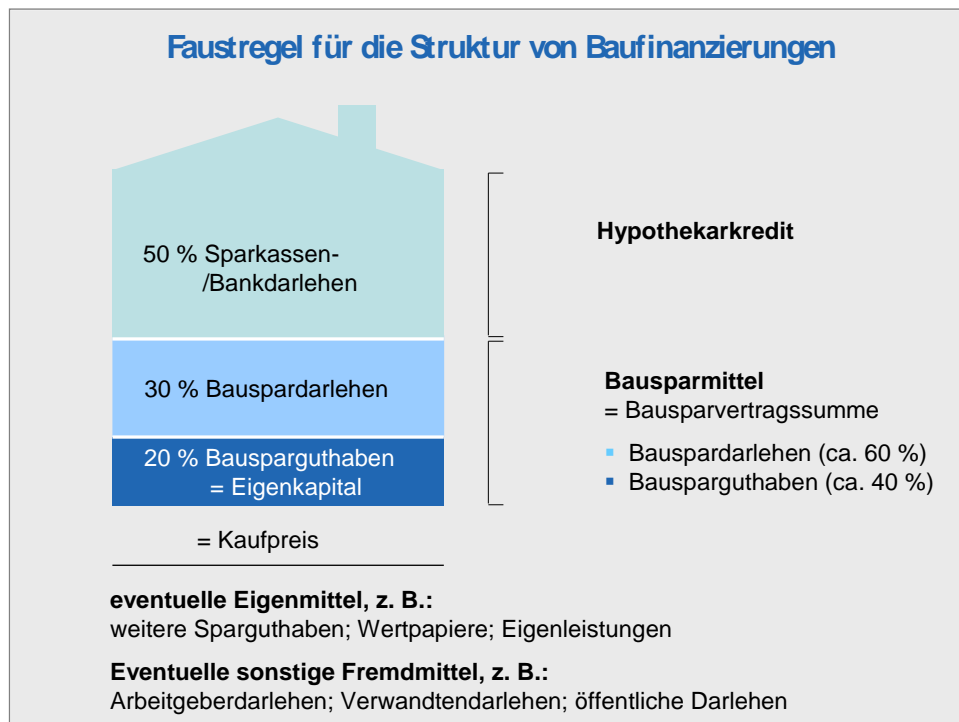 Faustregel für die Struktur von Baufinanzierungen
50 % Sparkassen-
/Bankdarlehen
Hypothekarkredit
30 % Bauspardarlehen
20 % Bausparguthaben
= Eigenkapital
Bausparmittel
= Bausparvertragssumme
▪ Bauspardarlehen (ca. 60 %)
▪ Bausparguthaben (ca. 40 %)
= Kaufpreis
eventuelle Eigenmittel, z. B.:
weitere Sparguthaben; Wertpapiere; Eigenleistungen
Eventuelle sonstige Fremdmittel, z. B.:
Arbeitgeberdarlehen; Verwandtendarlehen; öffentliche Darlehen